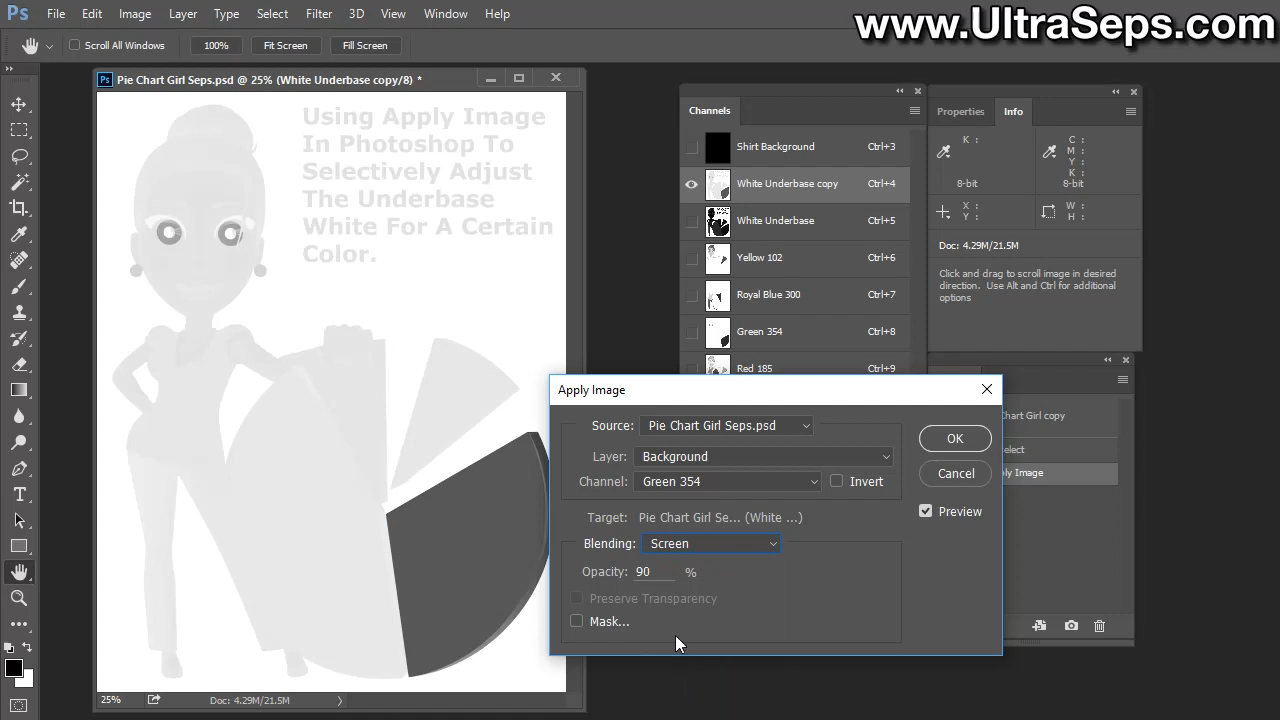 Ps File Edit Image Layer Type Select Filter 3D View Window Help
www.UltraSeps.com
Scroll All Windows 100% Fit Screen Fill Screen
Ps Pie Chart Girl Seps.psd @ 25% (White Underbase copy/8) *
Using Apply Image
In Photoshop To
Selectively Adjust
The Underbase
White For A Certain
Color.
25% Doc: 4.29M/21.5M
Channels
Shirt Background Ctrl+3
White Underbase copy Ctrl+4
White Underbase Ctrl+5
Yellow 102 Ctrl+6
Royal Blue 300 Ctrl+7
Green 354 Ctrl+8
Red 185 Ctrl+9
Properties Info
K : C :
M :
Y :
K :
8-bit 8-bit
X : W :
Y : H :
Doc: 4.29M/21.5M
Click and drag to scroll image in desired
direction. Use Alt and Ctrl for additional
options
Chart Girl copy
elect
ply Image
Apply Image
Source: Pie Chart Girl Seps.psd
Layer: Background
Channel: Green 354 Invert
Target: Pie Chart Girl Se... (White ...)
Blending: Screen
Opacity: 90 %
Preserve Transparency
Mask...
OK
Cancel
Preview